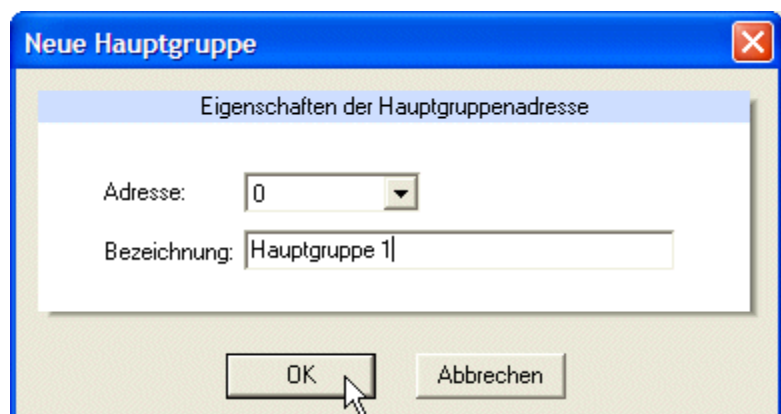 Neue Hauptgruppe
Eigenschaften der Hauptgruppenadresse
Adresse: 0
Bezeichnung: Hauptgruppe 1
OK Abbrechen